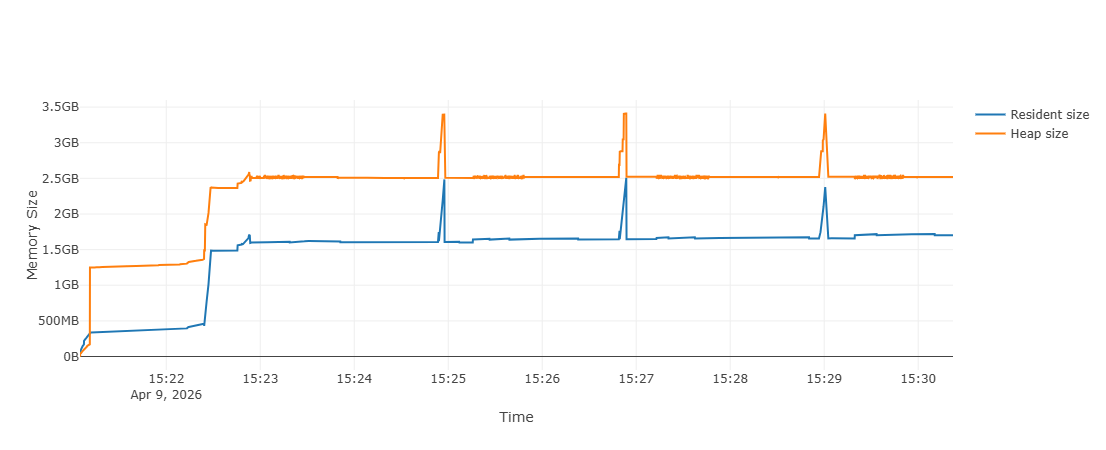 3.5GB
3GB
2.5GB
2GB
1.5GB
1GB
500MB
0B
Memory Size
15:22
Apr 9, 2026
15:23
15:24
15:25
15:26
15:27
15:28
15:29
15:30
Time
Resident size
Heap size